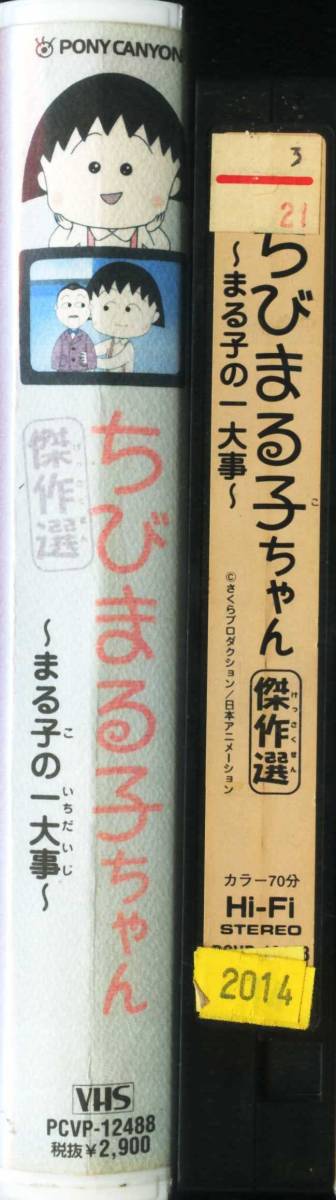 PONY CANYON
ちびまる子ちゃん
傑作選
けっさくせん
～まる子の一大事～
こ
いちだいじ
VHS
PCVP-12488
税抜¥2,900
3
21
ちびまる子ちゃん
こ
傑作選
けっさくせん
～まる子の一大事～
©さくらプロダクション/日本アニメーション
カラー70分
Hi-Fi
STEREO
2014